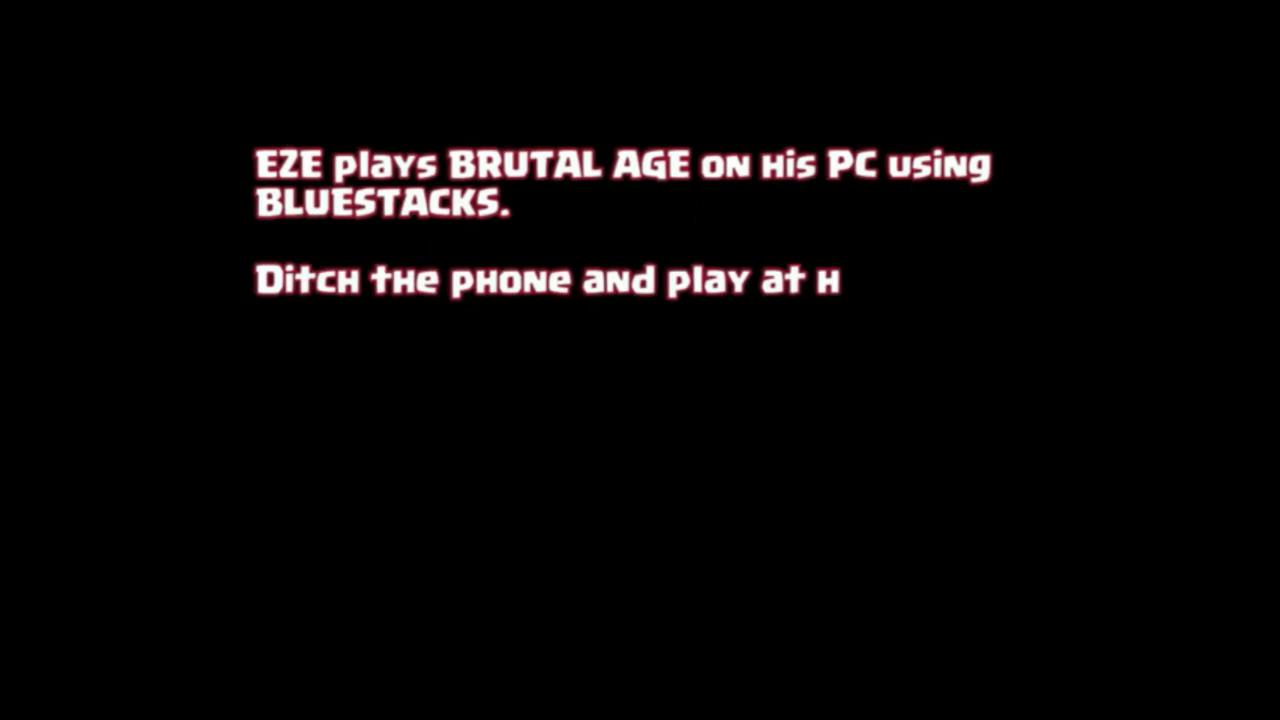 EZE plays BRUTAL AGE on His PC using
BLUESTACKS.
Ditch the phone and play at H